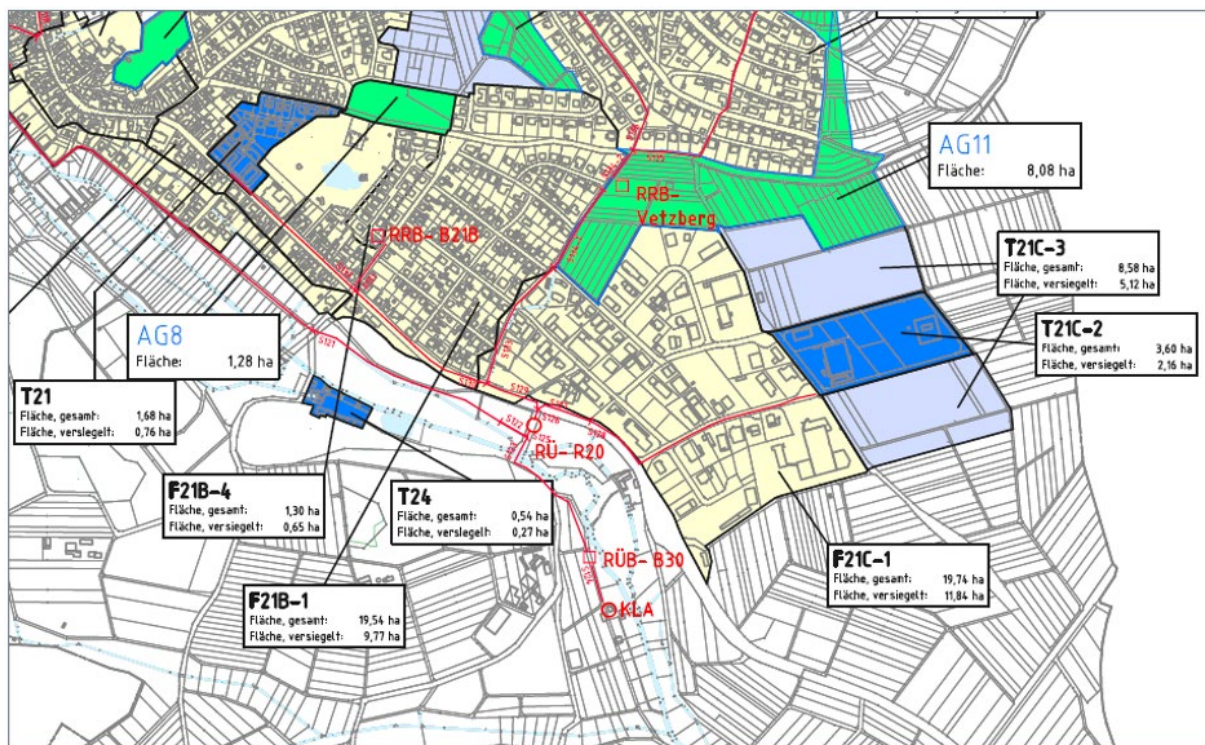 AG11
Fläche: 8,08 ha
RRB-
Vetzberg
RRB- B21B
T21C-3
Fläche, gesamt: 8,58 ha
Fläche, versiegelt: 5,12 ha
T21C-2
Fläche, gesamt: 3,60 ha
Fläche, versiegelt: 2,16 ha
AG8
Fläche: 1,28 ha
S121
T21
Fläche, gesamt: 1,68 ha
Fläche, versiegelt: 0,76 ha
S129
S122
S126
S125
RÜ- R20
F21B-4
Fläche, gesamt: 1,30 ha
Fläche, versiegelt: 0,65 ha
T24
Fläche, gesamt: 0,54 ha
Fläche, versiegelt: 0,27 ha
RÜB- B30
F21C-1
Fläche, gesamt: 19,74 ha
Fläche, versiegelt: 11,84 ha
F21B-1
Fläche, gesamt: 19,54 ha
Fläche, versiegelt: 9,77 ha
KLA